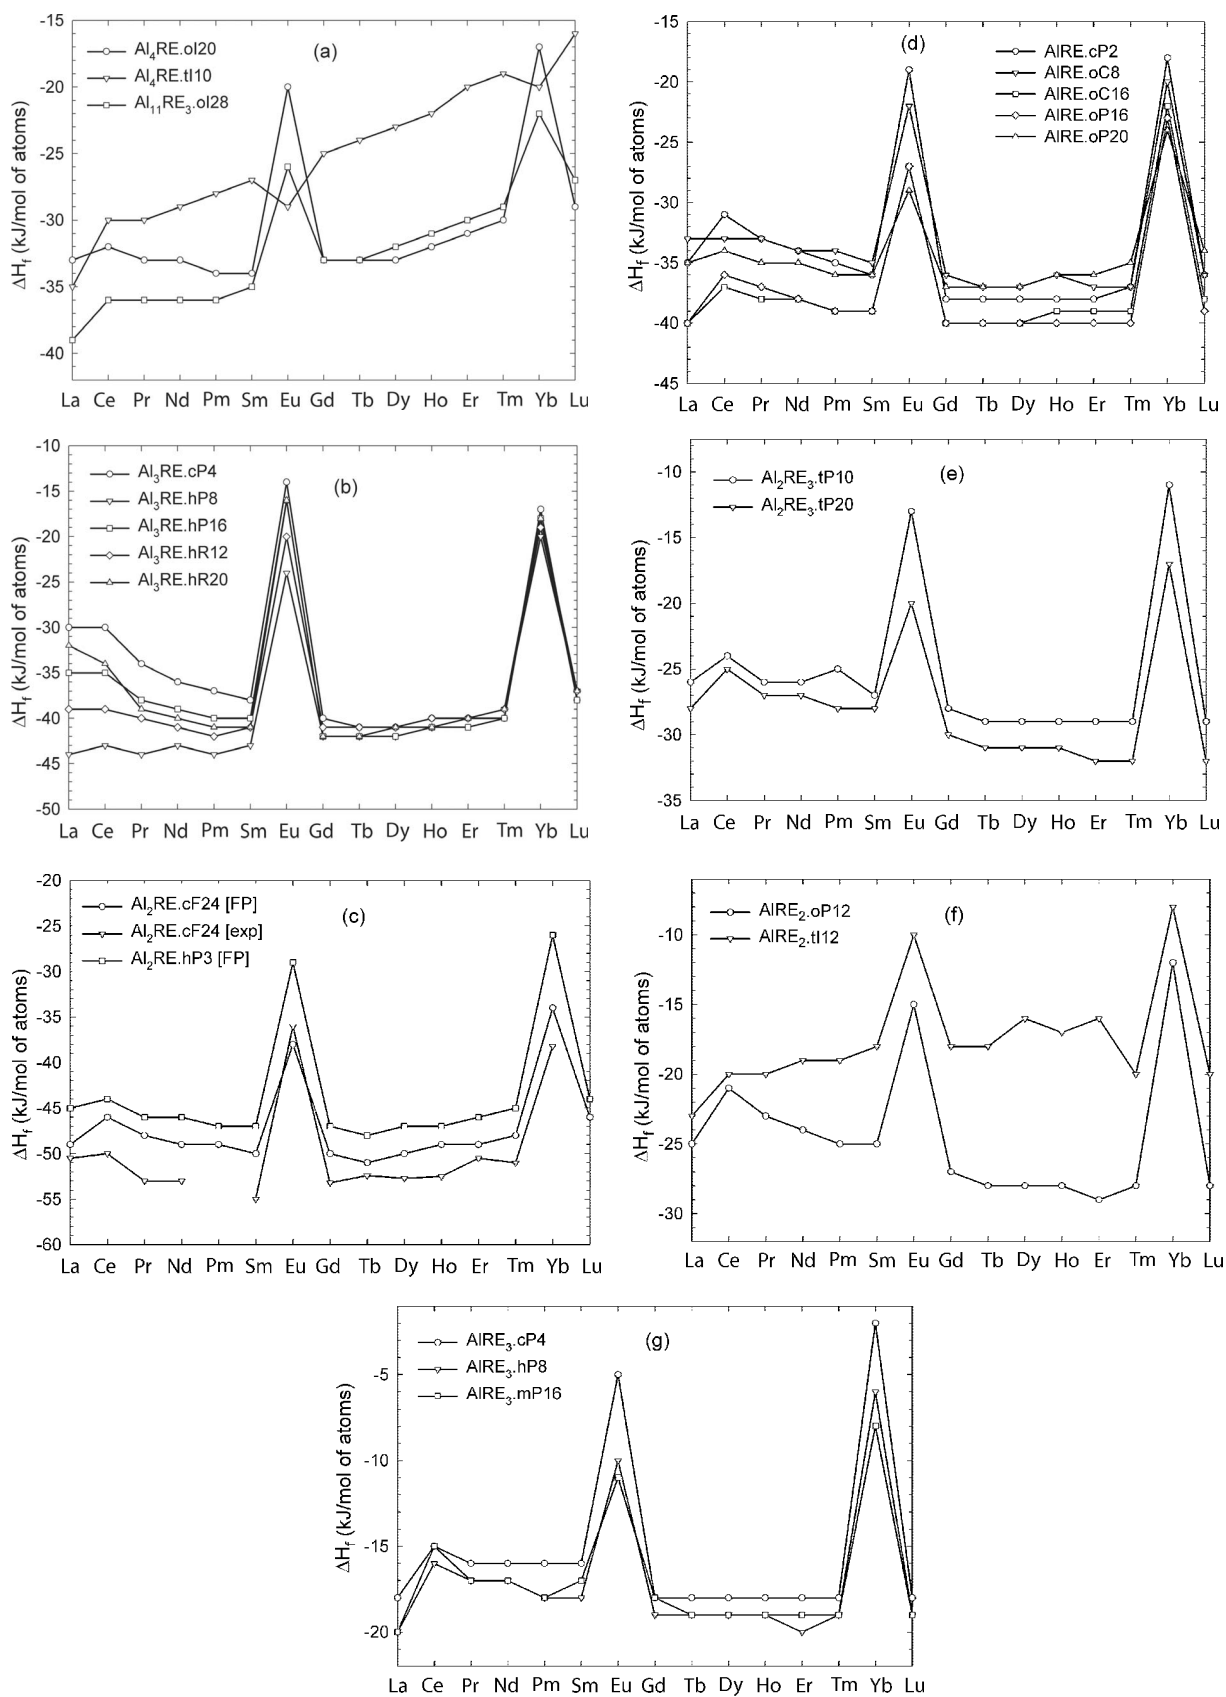 (a)
Al4RE.oI20
Al4RE.tI10
Al11RE3.oI28
ΔHf (kJ/mol of atoms)
-15
-20
-25
-30
-35
-40
La Ce Pr Nd Pm Sm Eu Gd Tb Dy Ho Er Tm Yb Lu
(d)
AlRE.cP2
AlRE.oC8
AlRE.oC16
AlRE.oP16
AlRE.oP20
ΔHf (kJ/mol of atoms)
-15
-20
-25
-30
-35
-40
-45
La Ce Pr Nd Pm Sm Eu Gd Tb Dy Ho Er Tm Yb Lu
(b)
Al3RE.cP4
Al3RE.hP8
Al3RE.hP16
Al3RE.hR12
Al3RE.hR20
ΔHf (kJ/mol of atoms)
-10
-15
-20
-25
-30
-35
-40
-45
-50
La Ce Pr Nd Pm Sm Eu Gd Tb Dy Ho Er Tm Yb Lu
(e)
Al2RE3.tP10
Al2RE3.tP20
ΔHf (kJ/mol of atoms)
-10
-15
-20
-25
-30
-35
La Ce Pr Nd Pm Sm Eu Gd Tb Dy Ho Er Tm Yb Lu
(c)
Al2RE.cF24 [FP]
Al2RE.cF24 [exp]
Al2RE.hP3 [FP]
ΔHf (kJ/mol of atoms)
-20
-25
-30
-35
-40
-45
-50
-55
-60
La Ce Pr Nd Pm Sm Eu Gd Tb Dy Ho Er Tm Yb Lu
(f)
AlRE2.oP12
AlRE2.tI12
ΔHf (kJ/mol of atoms)
-10
-15
-20
-25
-30
La Ce Pr Nd Pm Sm Eu Gd Tb Dy Ho Er Tm Yb Lu
(g)
AlRE3.cP4
AlRE3.hP8
AlRE3.mP16
ΔHf (kJ/mol of atoms)
-5
-10
-15
-20
La Ce Pr Nd Pm Sm Eu Gd Tb Dy Ho Er Tm Yb Lu